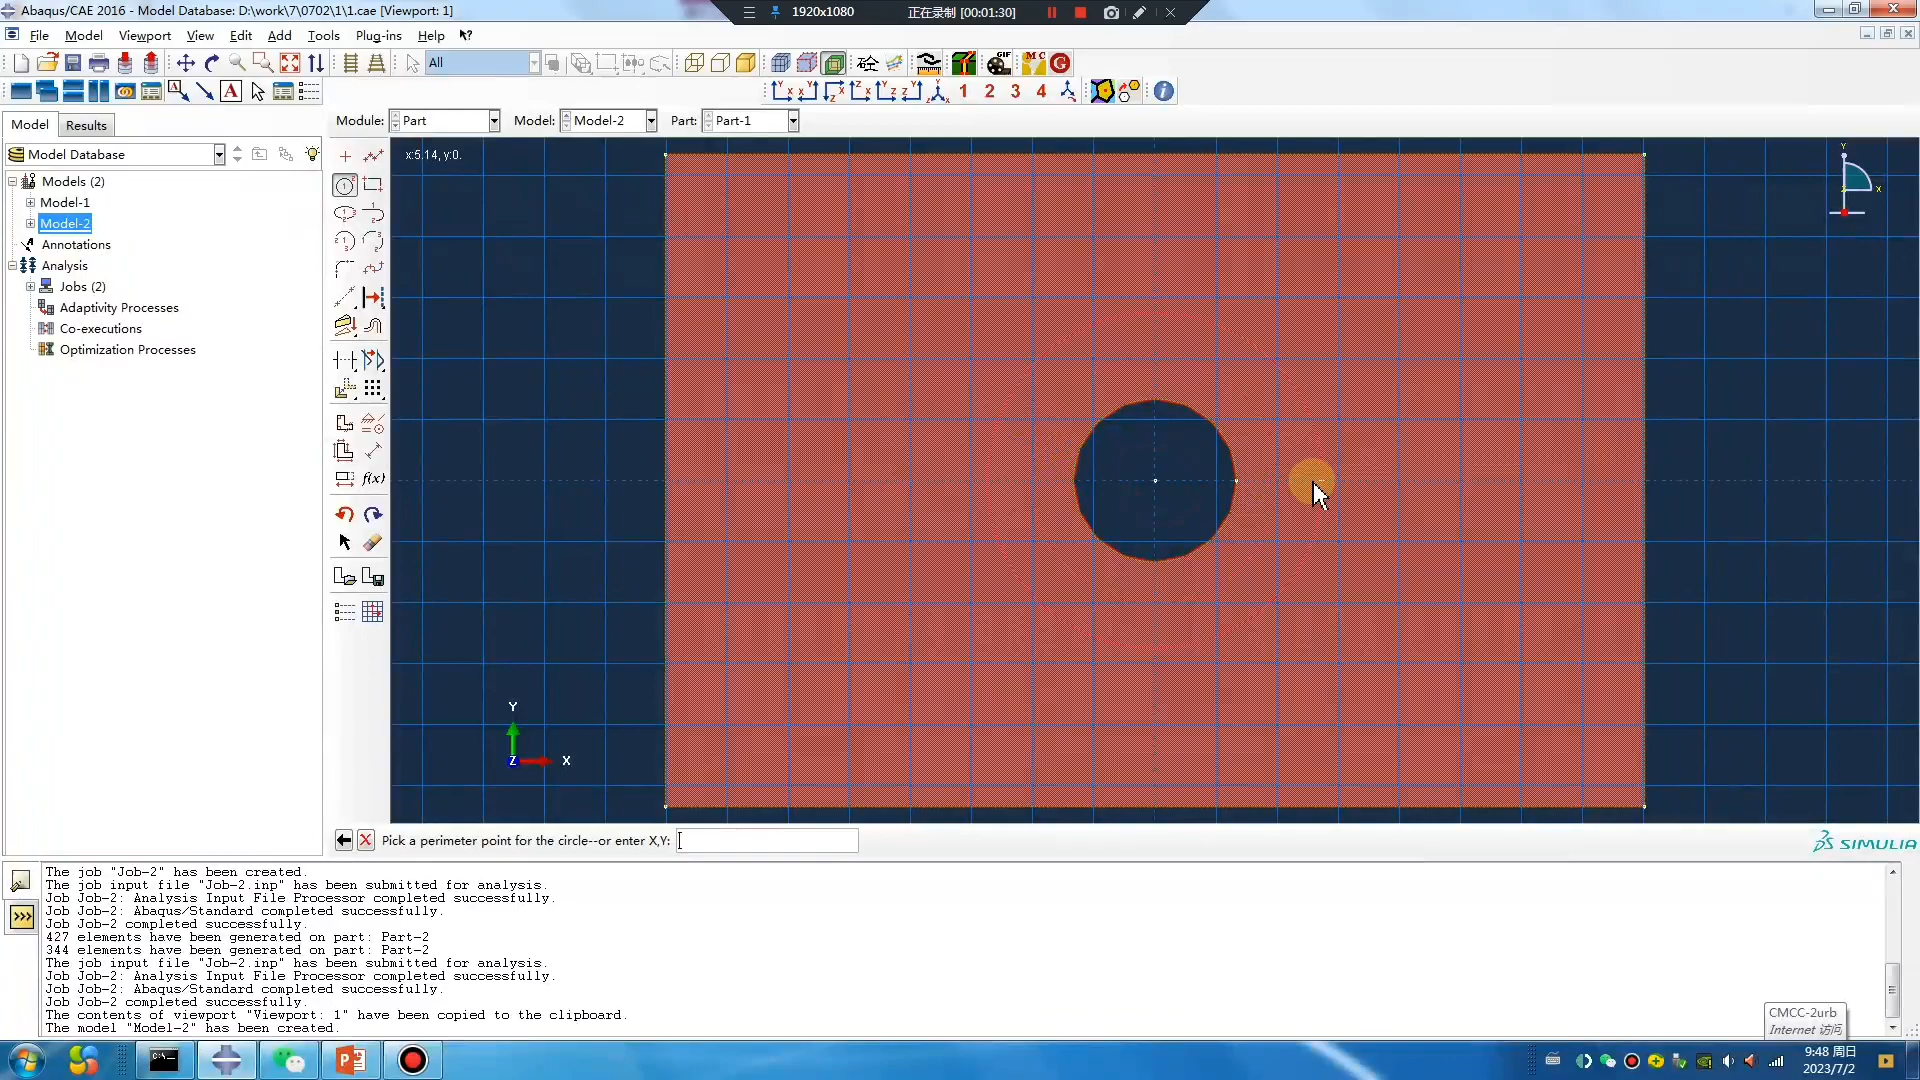 Abaqus/CAE 2016 - Model Database: D:\work\7\0702\1\1.cae [Viewport: 1]
1920x1080
正在录制 [00:01:30]
File Model Viewport View Edit Add Tools Plug-ins Help
All
1 2 3 4
Model Results
Module: Part Model: Model-2 Part: Part-1
Model Database
x:5.14, y:0.
Models (2)
Model-1
Model-2
Annotations
Analysis
Jobs (2)
Adaptivity Processes
Co-executions
Optimization Processes
f(x)
Y
X
Y
Z
X
Pick a perimeter point for the circle--or enter X,Y:
SIMULIA
The job "Job-2" has been created.
The job input file "Job-2.inp" has been submitted for analysis.
Job Job-2: Analysis Input File Processor completed successfully.
Job Job-2: Abaqus/Standard completed successfully.
Job Job-2 completed successfully.
427 elements have been generated on part: Part-2
344 elements have been generated on part: Part-2
The job input file "Job-2.inp" has been submitted for analysis.
Job Job-2: Analysis Input File Processor completed successfully.
Job Job-2: Abaqus/Standard completed successfully.
Job Job-2 completed successfully.
The contents of viewport "Viewport: 1" have been copied to the clipboard.
The model "Model-2" has been created.
CMCC-2urb
Internet 访问
9:48 周日
2023/7/2